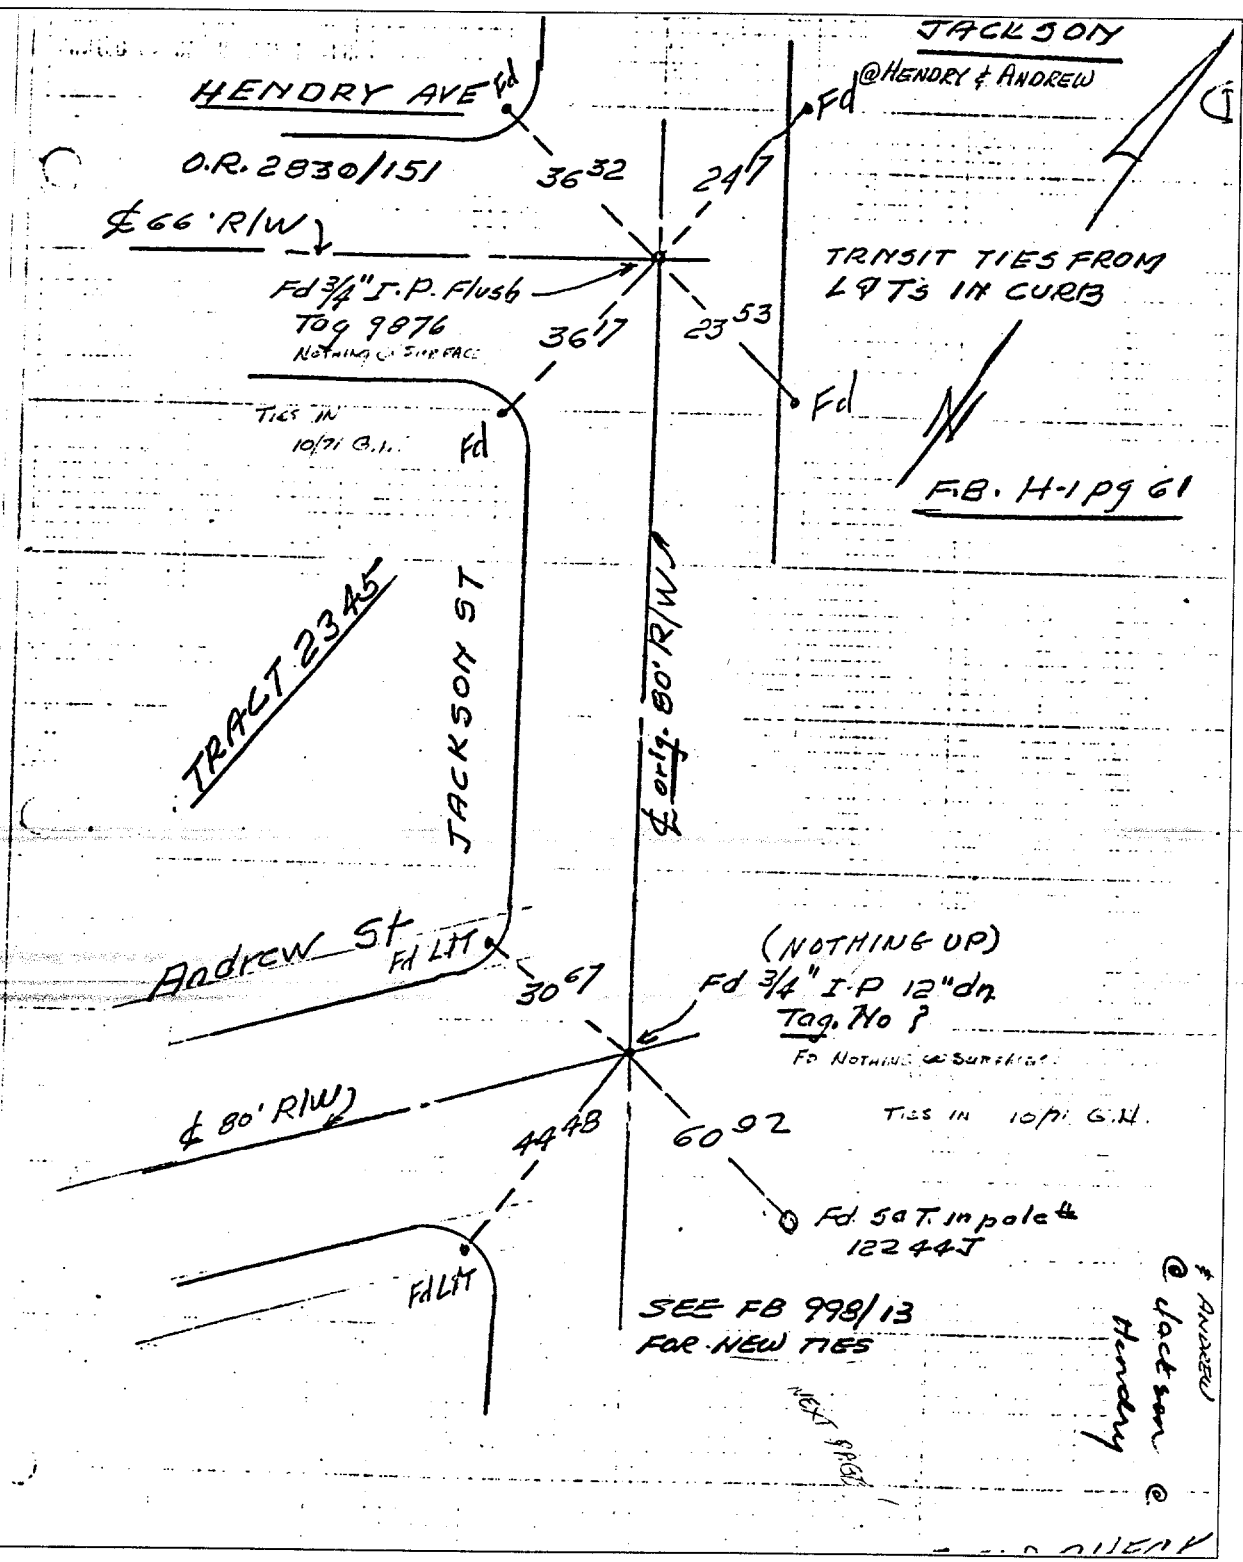 JACKSON
@HENDRY & ANDREW
HENDRY AVE
Fd
Fd
O.R. 2830/151
36 32
24 17
℄ 66' R/W
TRANSIT TIES FROM
L&T's IN CURB
Fd 3/4" I.P. Flush
Tag 9876
NOTHING @ SURFACE
36 17
23 53
Fd
TIES IN
10/71 G.H.
Fd
N
F.B. H-1 pg 61
TRACT 2345
JACKSON ST
℄ orig. 80' R/W
Andrew St
Fd L&T
30 67
(NOTHING UP)
Fd 3/4" I.P 12" dn
Tag. No ?
FD NOTHING @ SURFACE
TIES IN 10/71 G.H.
℄ 80' R/W
44 48
60 92
Fd L&T
Fd. S&T. in pole #
12244J
SEE FB 998/13
FOR NEW TIES
NEXT PAGE
& ANDREW
@ Jackson @
Hendry